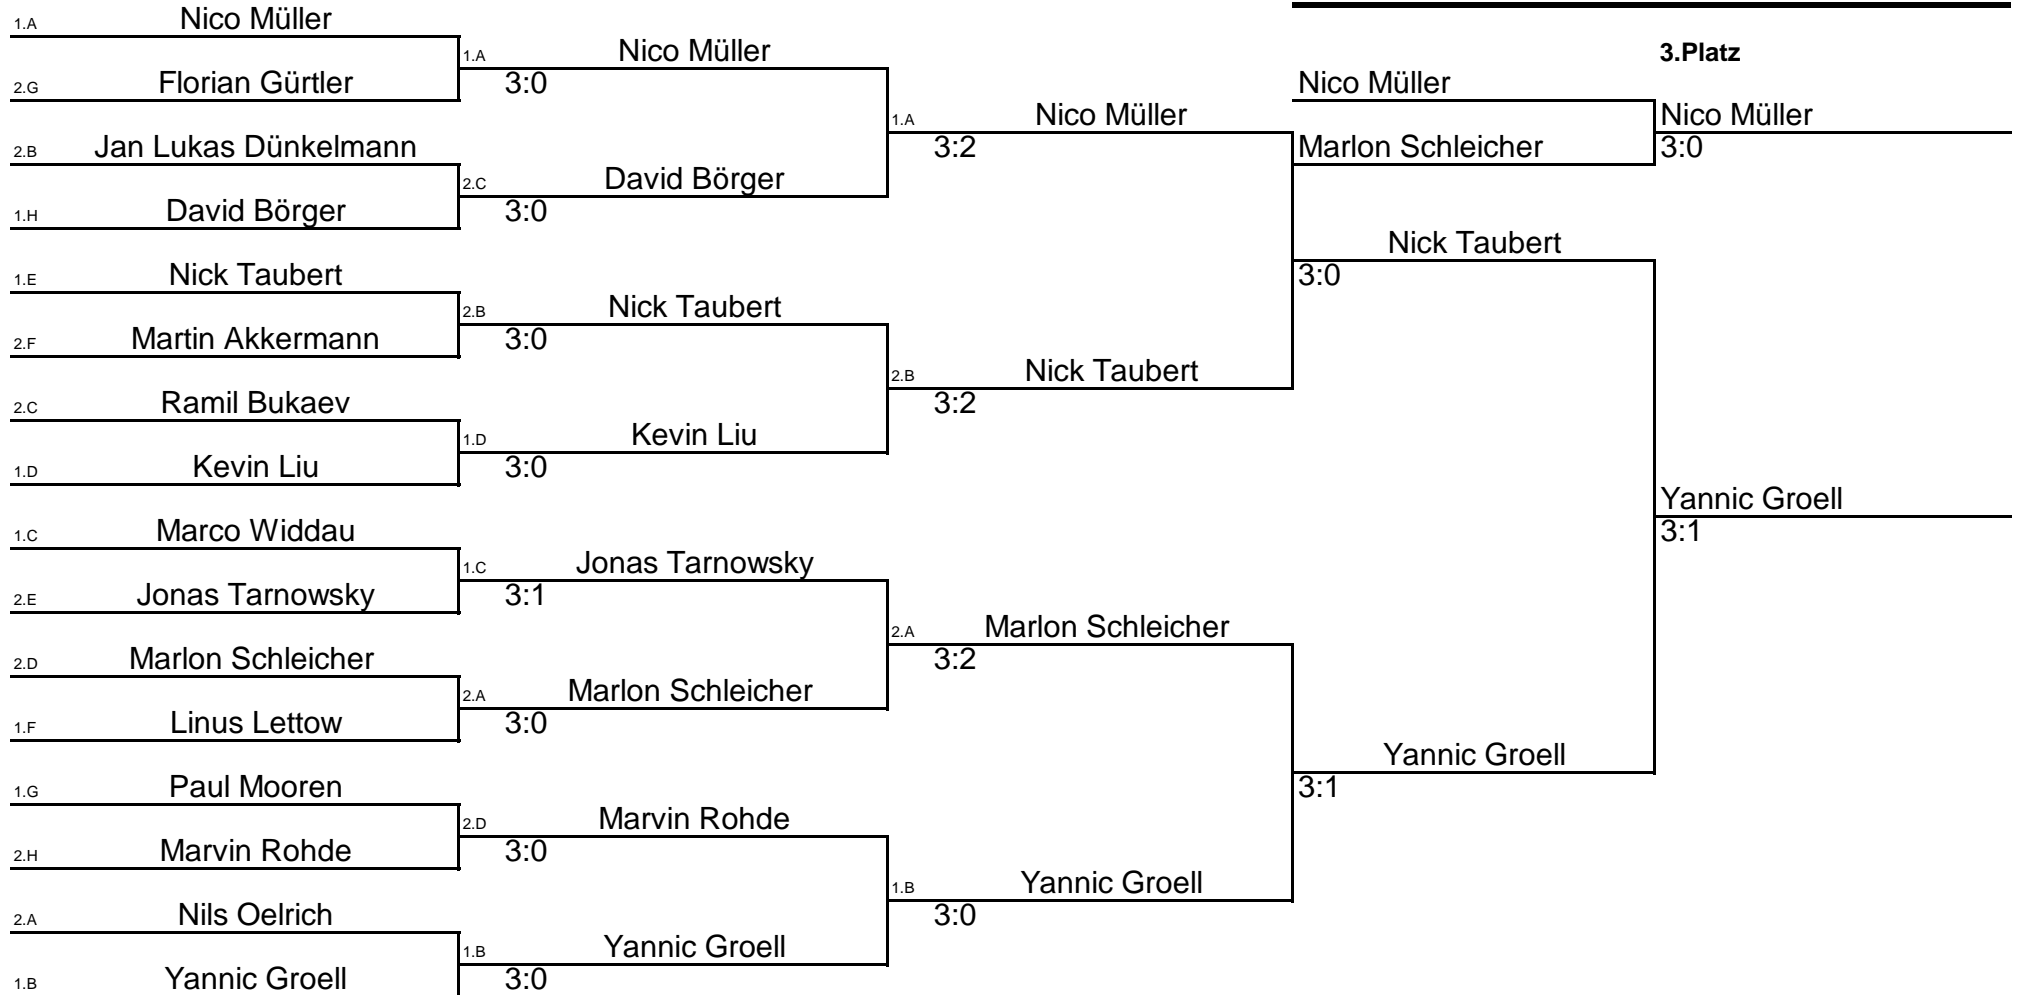 1.A Nico Müller
2.G Florian Gürtler
2.B Jan Lukas Dünkelmann
1.H David Börger
1.E Nick Taubert
2.F Martin Akkermann
2.C Ramil Bukaev
1.D Kevin Liu
1.C Marco Widdau
2.E Jonas Tarnowsky
2.D Marlon Schleicher
1.F Linus Lettow
1.G Paul Mooren
2.H Marvin Rohde
2.A Nils Oelrich
1.B Yannic Groell
1.A Nico Müller
3:0
2.C David Börger
3:0
2.B Nick Taubert
3:0
1.D Kevin Liu
3:0
1.C Jonas Tarnowsky
3:1
2.A Marlon Schleicher
3:0
2.D Marvin Rohde
3:0
1.B Yannic Groell
3:0
1.A Nico Müller
3:2
2.B Nick Taubert
3:2
2.A Marlon Schleicher
3:2
1.B Yannic Groell
3:0
Nico Müller
Marlon Schleicher
Nick Taubert
3:0
Yannic Groell
3:1
3.Platz
Nico Müller
3:0
Yannic Groell
3:1